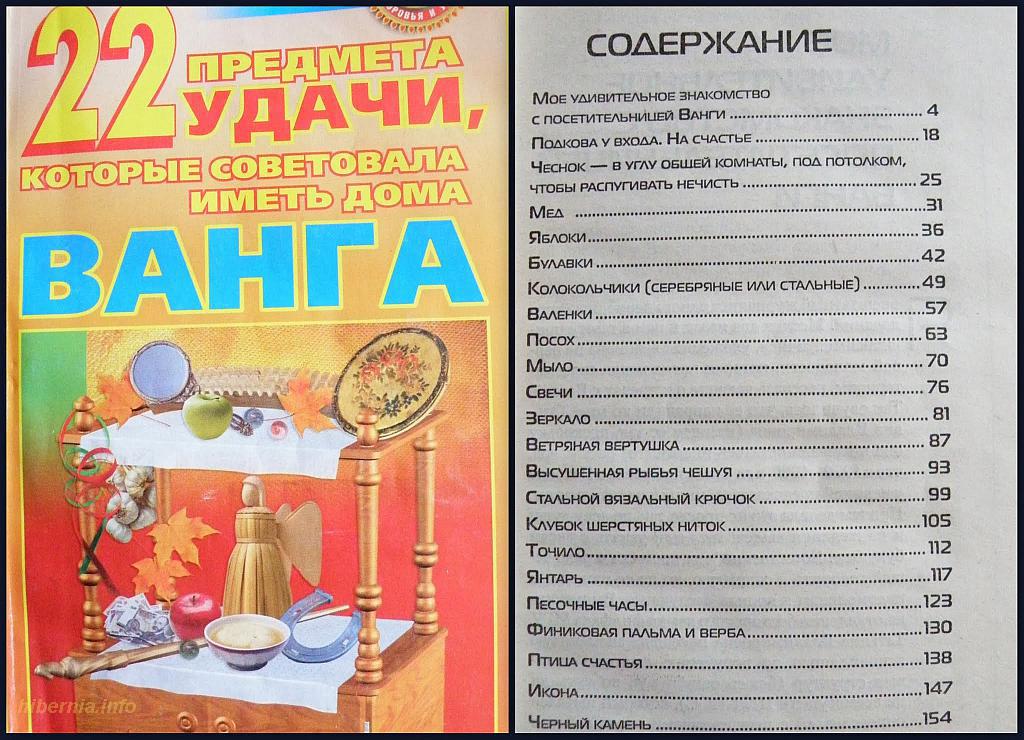 ОРОВЬЯ И
22
ПРЕДМЕТА
УДАЧИ,
КОТОРЫЕ СОВЕТОВАЛА
ИМЕТЬ ДОМА
ВАНГА
hibernia.info
СОДЕРЖАНИЕ
Мое удивительное знакомство
с посетительницей Ванги ... 4
Подкова у входа. На счастье ... 18
Чеснок — в углу общей комнаты, под потолком,
чтобы распугивать нечисть ... 25
Мед ... 31
Яблоки ... 36
Булавки ... 42
Колокольчики (серебряные или стальные) ... 49
Валенки ... 57
Посох ... 63
Мыло ... 70
Свечи ... 76
Зеркало ... 81
Ветряная вертушка ... 87
Высушенная рыбья чешуя ... 93
Стальной вязальный крючок ... 99
Клубок шерстяных ниток ... 105
Точило ... 112
Янтарь ... 117
Песочные часы ... 123
Финиковая пальма и верба ... 130
Птица счастья ... 138
Икона ... 147
Черный камень ... 154